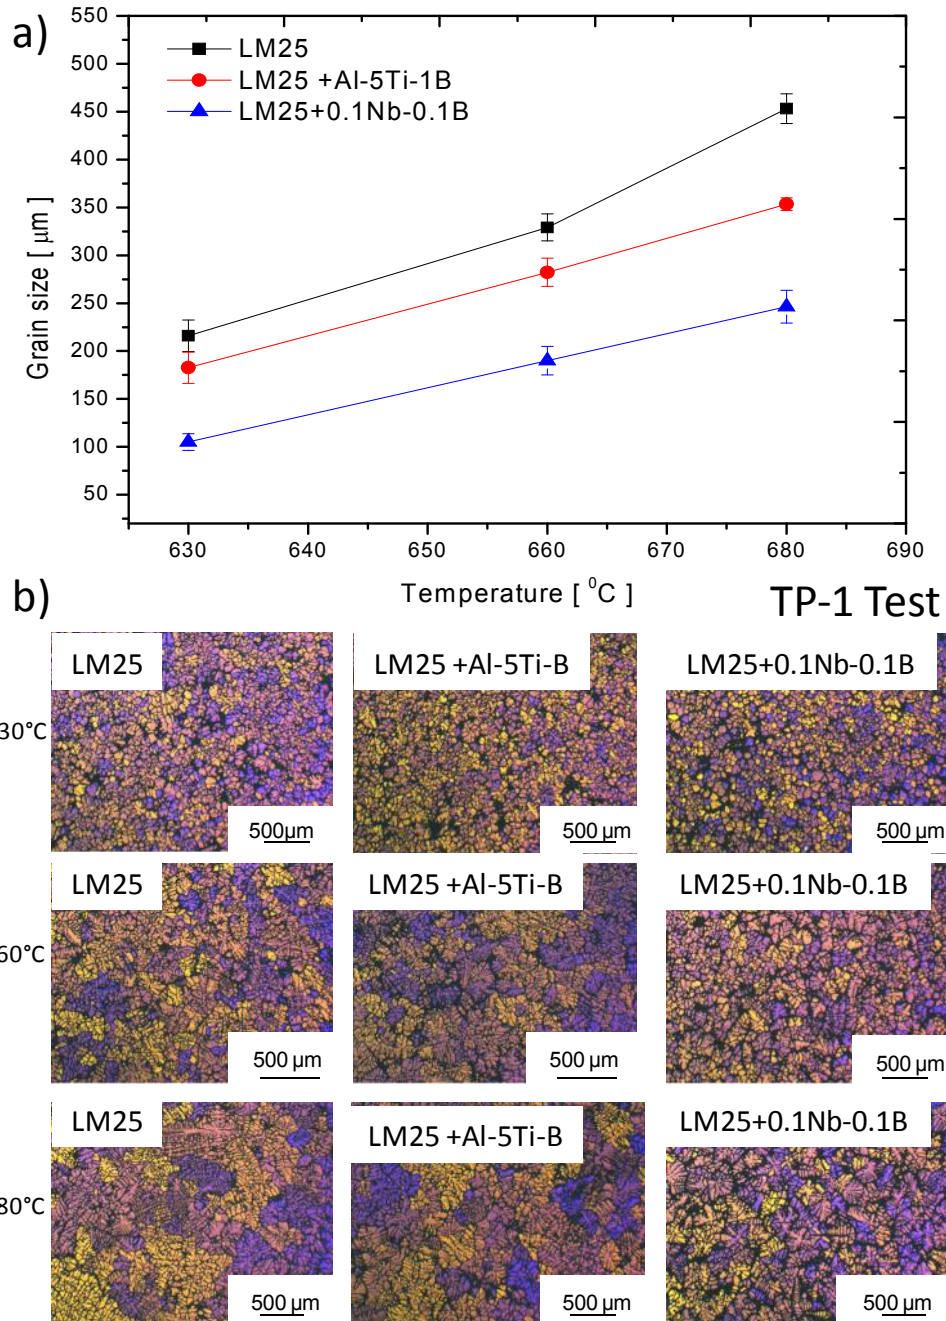 a)
550
500
450
400
350
300
250
200
150
100
50
Grain size [ µm]
LM25
LM25 +Al-5Ti-1B
LM25+0.1Nb-0.1B
630 640 650 660 670 680 690
Temperature [ ⁰C ]
b)
TP-1 Test
LM25 LM25 +Al-5Ti-B LM25+0.1Nb-0.1B
30°C
500µm 500 µm 500µm
LM25 LM25 +Al-5Ti-B LM25+0.1Nb-0.1B
60°C
500 µm 500 µm 500 µm
LM25 LM25 +Al-5Ti-B LM25+0.1Nb-0.1B
80°C
500 µm 500 µm 500 µm